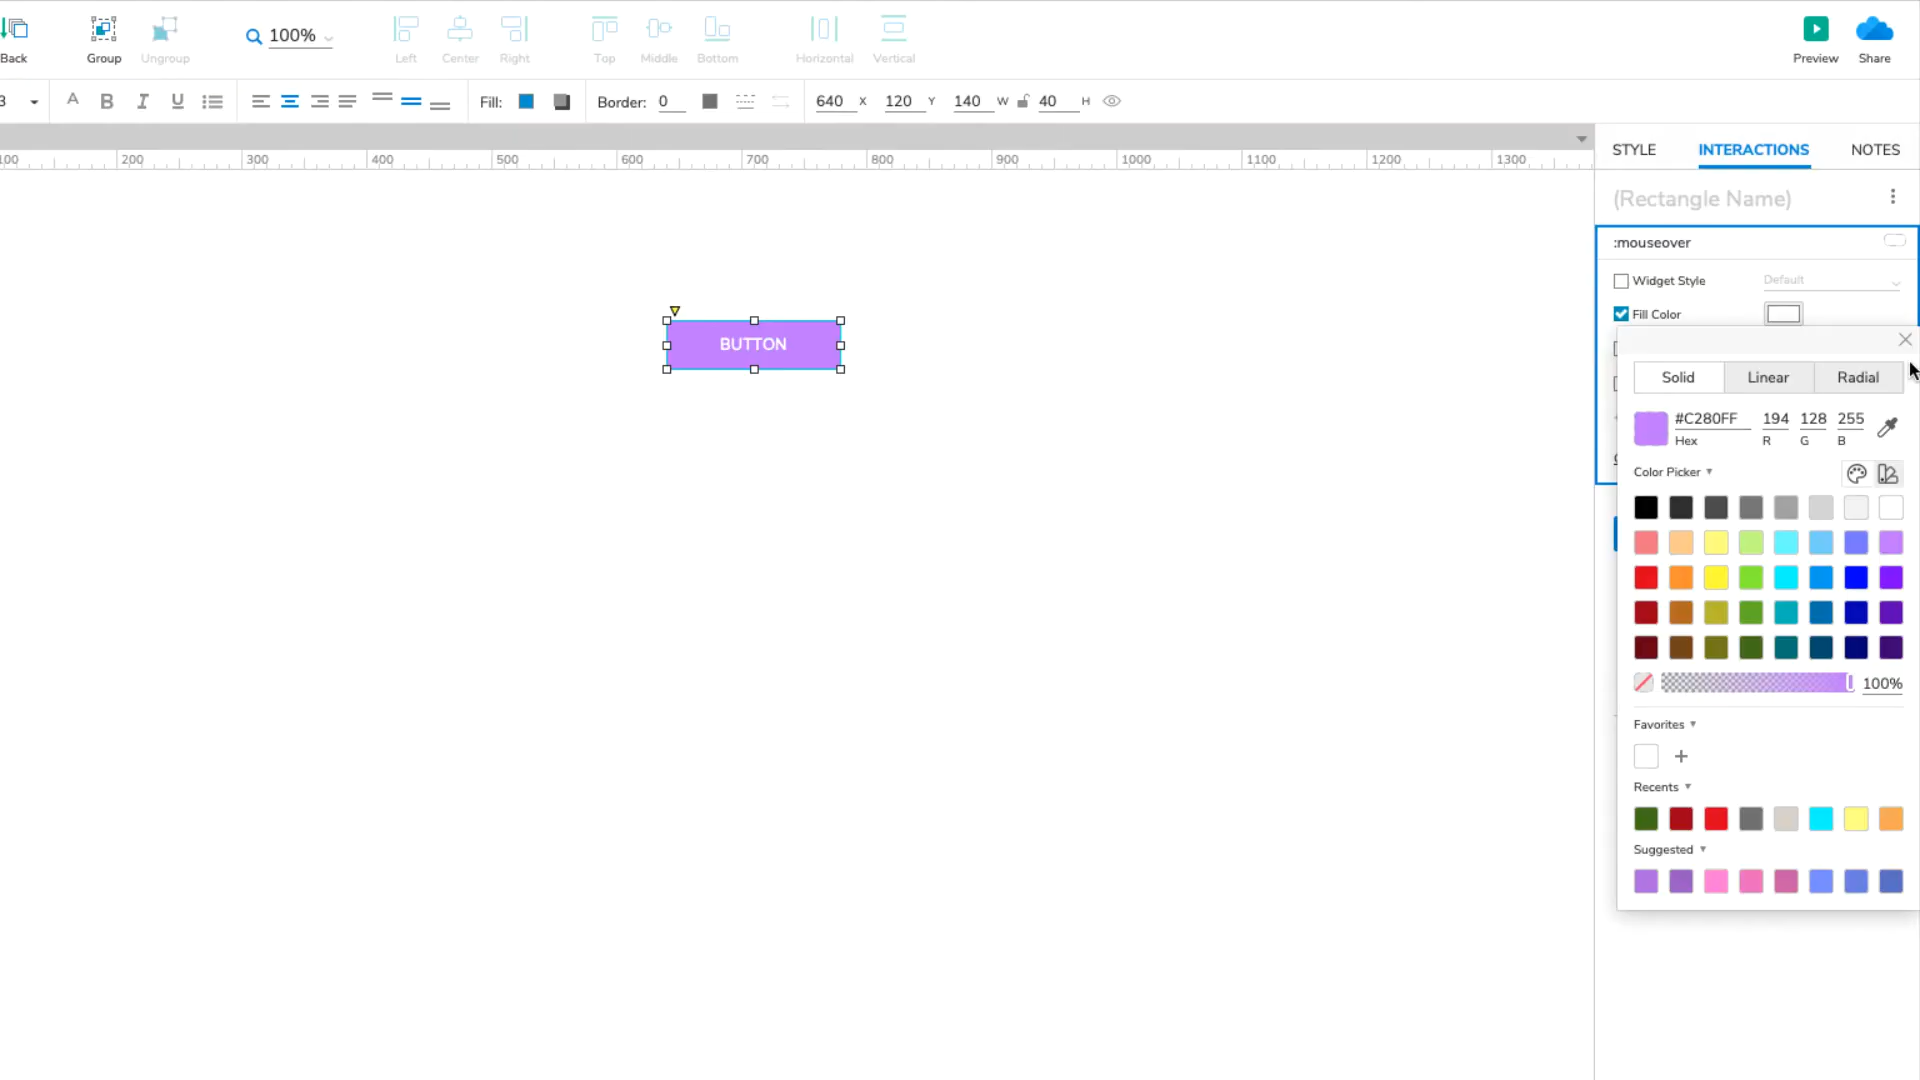 Back
Group
Ungroup
100%
Left
Center
Right
Top
Middle
Bottom
Horizontal
Vertical
Preview
Share
3
A B I U
Fill:
Border: 0
640 X 120 Y 140 W 40 H
100 200 300 400 500 600 700 800 900 1000 1100 1200 1300
STYLE INTERACTIONS NOTES
(Rectangle Name)
:mouseover
Widget Style Default
Fill Color
BUTTON
Solid Linear Radial
#C280FF 194 128 255
Hex R G B
Color Picker
100%
Favorites
+
Recents
Suggested